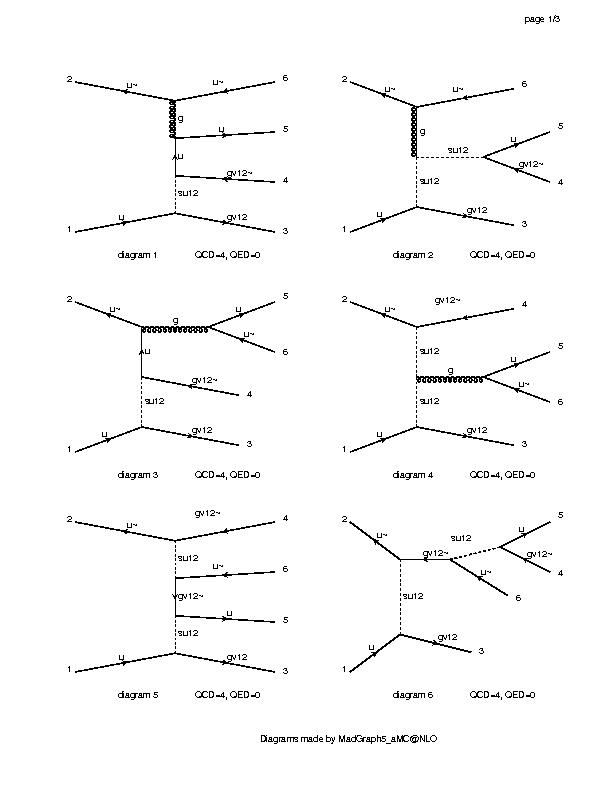 page 1/3
2 u~ u~ 6
g
u 5
u
gv12~ 4
su12
1 u gv12 3
diagram 1 QCD=4, QED=0
2 u~ u~ 6
g
su12 u 5
gv12~ 4
su12
1 u gv12 3
diagram 2 QCD=4, QED=0
2 u~ g u 5
u~ 6
u
gv12~ 4
su12
1 u gv12 3
diagram 3 QCD=4, QED=0
2 u~ gv12~ 4
su12
g u 5
u~ 6
su12
1 u gv12 3
diagram 4 QCD=4, QED=0
2 u~ gv12~ 4
su12
u~ 6
gv12~
u 5
su12
1 u gv12 3
diagram 5 QCD=4, QED=0
2 u~ gv12~ su12 u 5
gv12~ 4
u~ 6
su12
1 u gv12 3
diagram 6 QCD=4, QED=0
Diagrams made by MadGraph5_aMC@NLO